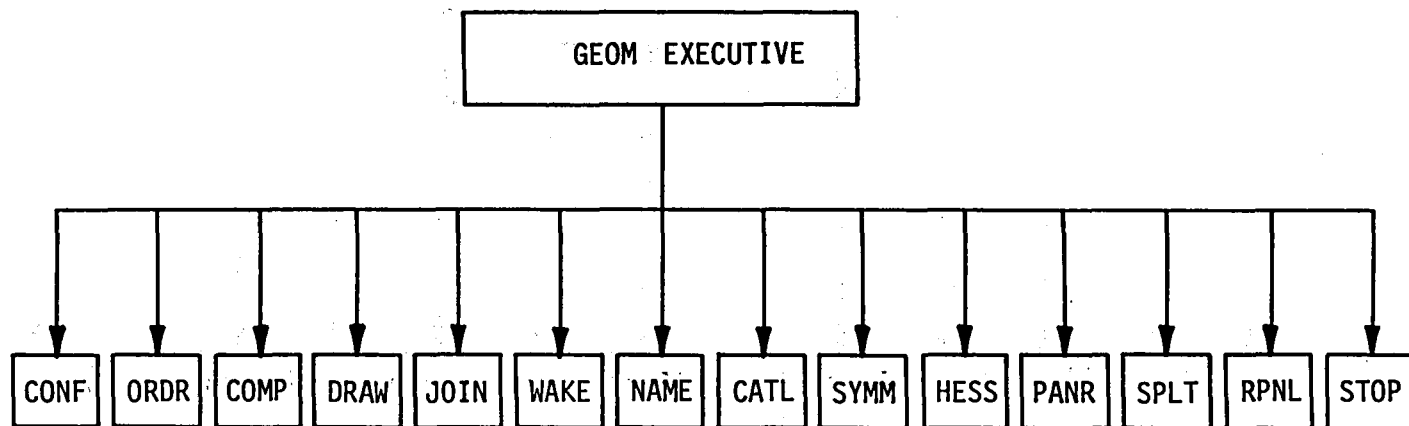 GEOM EXECUTIVE
CONF ORDR COMP DRAW JOIN WAKE NAME CATL SYMM HESS PANR SPLT RPNL STOP